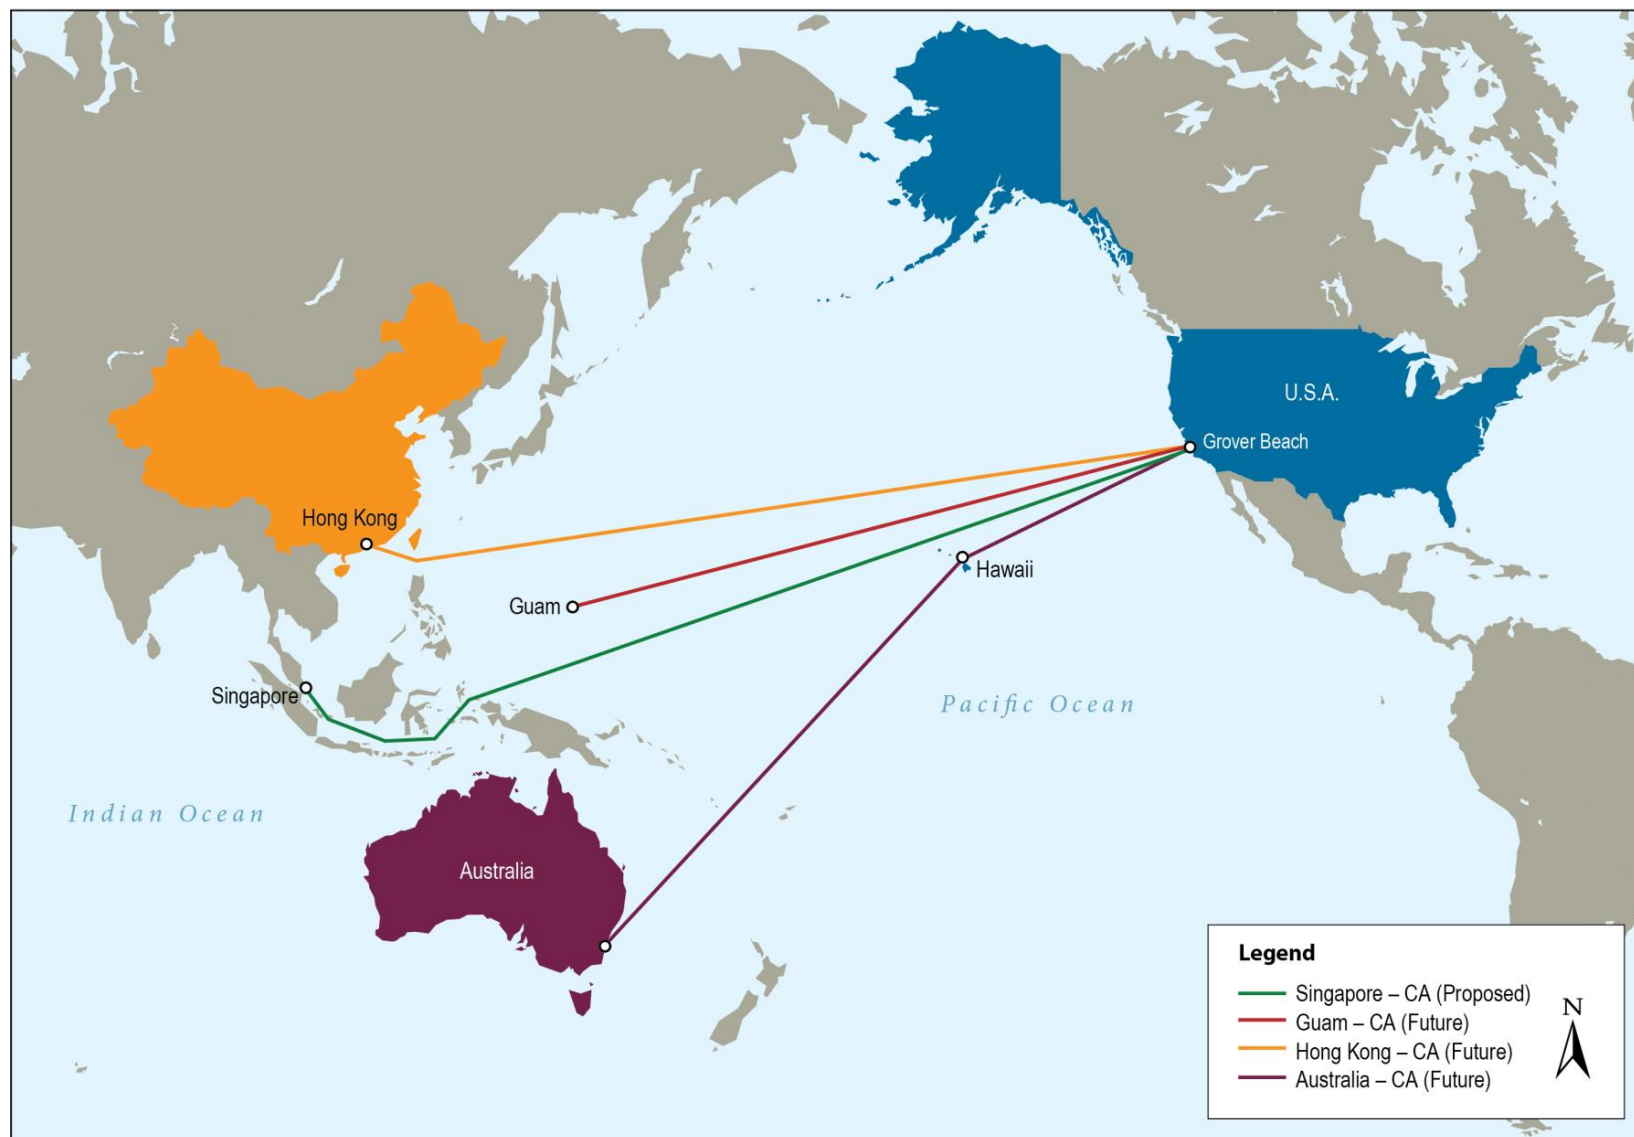 U.S.A.
Grover Beach
Hong Kong
Hawaii
Guam
Singapore
Pacific Ocean
Indian Ocean
Australia
Legend
Singapore – CA (Proposed)
Guam – CA (Future)
Hong Kong – CA (Future)
Australia – CA (Future)
N